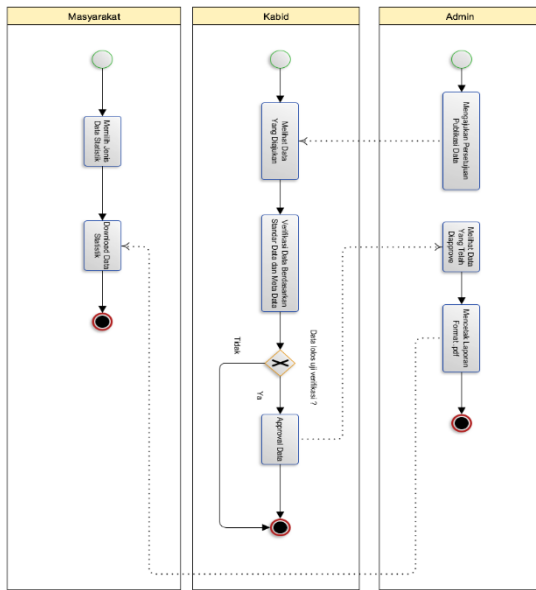 Masyarakat
Kabid
Admin
Memilih Jenis
Data Statistik
Download Data
Statistik
Melihat Data
Yang Diajukan
Verifikasi Data Berdasarkan
Standar Data dan Meta Data
Data lolos uji verifikasi ?
Tidak
Ya
Approval Data
Mengajukan Persetujuan
Publikasi Data
Melihat Data
Yang Telah
Diapprove
Mencetak Laporan
Format .pdf